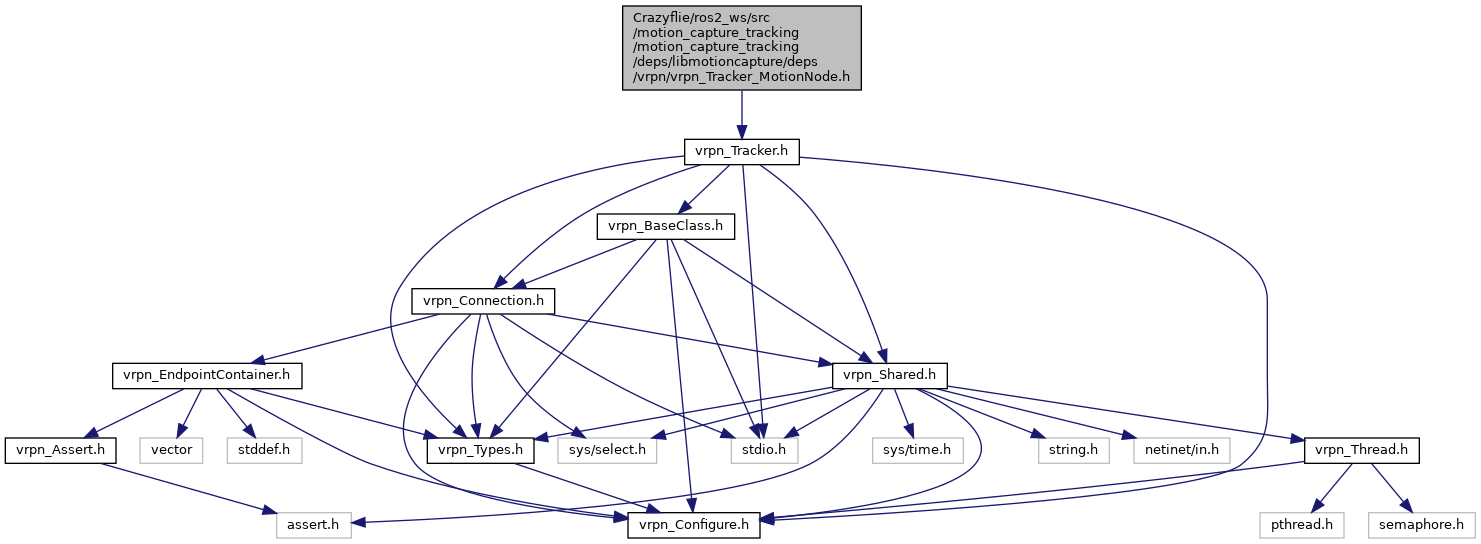 Crazyflie/ros2_ws/src
/motion_capture_tracking
/motion_capture_tracking
/deps/libmotioncapture/deps
/vrpn/vrpn_Tracker_MotionNode.h
vrpn_Tracker.h
vrpn_BaseClass.h
vrpn_Connection.h
vrpn_EndpointContainer.h
vrpn_Shared.h
vrpn_Assert.h
vector
stddef.h
vrpn_Types.h
sys/select.h
stdio.h
sys/time.h
string.h
netinet/in.h
vrpn_Thread.h
assert.h
vrpn_Configure.h
pthread.h
semaphore.h